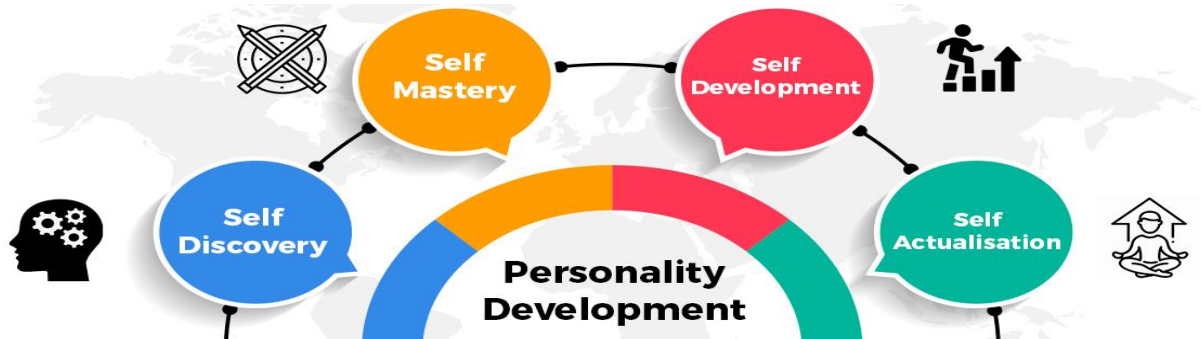 Self
Mastery
Self
Development
Self
Discovery
Self
Actualisation
Personality
Development